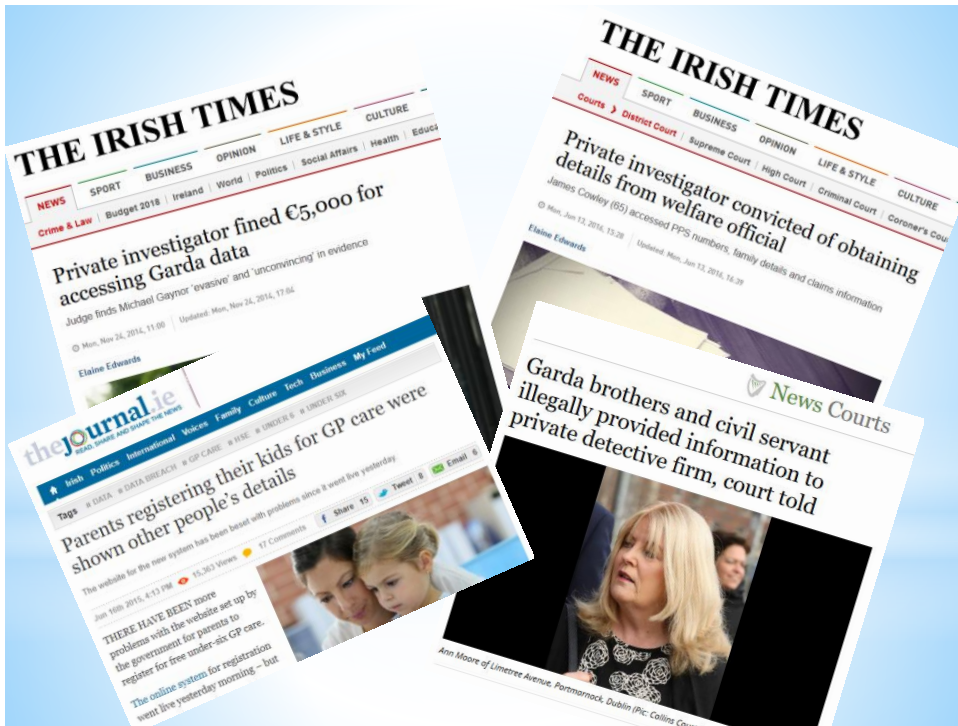 THE IRISH TIMES
NEWS SPORT BUSINESS OPINION LIFE & STYLE CULTURE
Crime & Law Budget 2018 Ireland World Politics Social Affairs Health
Private investigator fined €5,000 for
accessing Garda data
Judge finds Michael Gaynor 'evasive' and 'unconvincing' in evidence
Mon, Nov 24, 2014, 11:00 Updated: Mon, Nov 24, 2014, 17:04
Elaine Edwards
THE IRISH TIMES
NEWS SPORT BUSINESS OPINION LIFE & STYLE CULTURE
Courts District Court Supreme Court High Court Criminal Court Coroner's
Private investigator convicted of obtaining
details from welfare official
James Cowley (65) accessed PPS numbers, family details and claims information
Mon, Jun 13, 2016, 15:28 Updated: Mon, Jun 13, 2016, 16:39
Elaine Edwards
thejournal.ie
READ, SHARE AND SHAPE THE NEWS
Irish Politics International Voices Family Culture Tech Business My Feed
Tags # DATA # DATA BREACH # GP CARE # HSE # UNDER 6 # UNDER SIX
Parents registering their kids for GP care were
shown other people's details
The website for the new system has been beset with problems since it went live yesterday.
Jun 16th 2015, 4:13 PM 15,363 Views 17 Comments Share 15 Tweet 8 Email 6
THERE HAVE BEEN more
problems with the website set up by
the government for parents to
register for free under-six GP care.
The online system for registration
went live yesterday morning – but
News Courts
Garda brothers and civil servant
illegally provided information to
private detective firm, court told
Ann Moore of Limetree Avenue, Portmarnock, Dublin (Pic: Collins